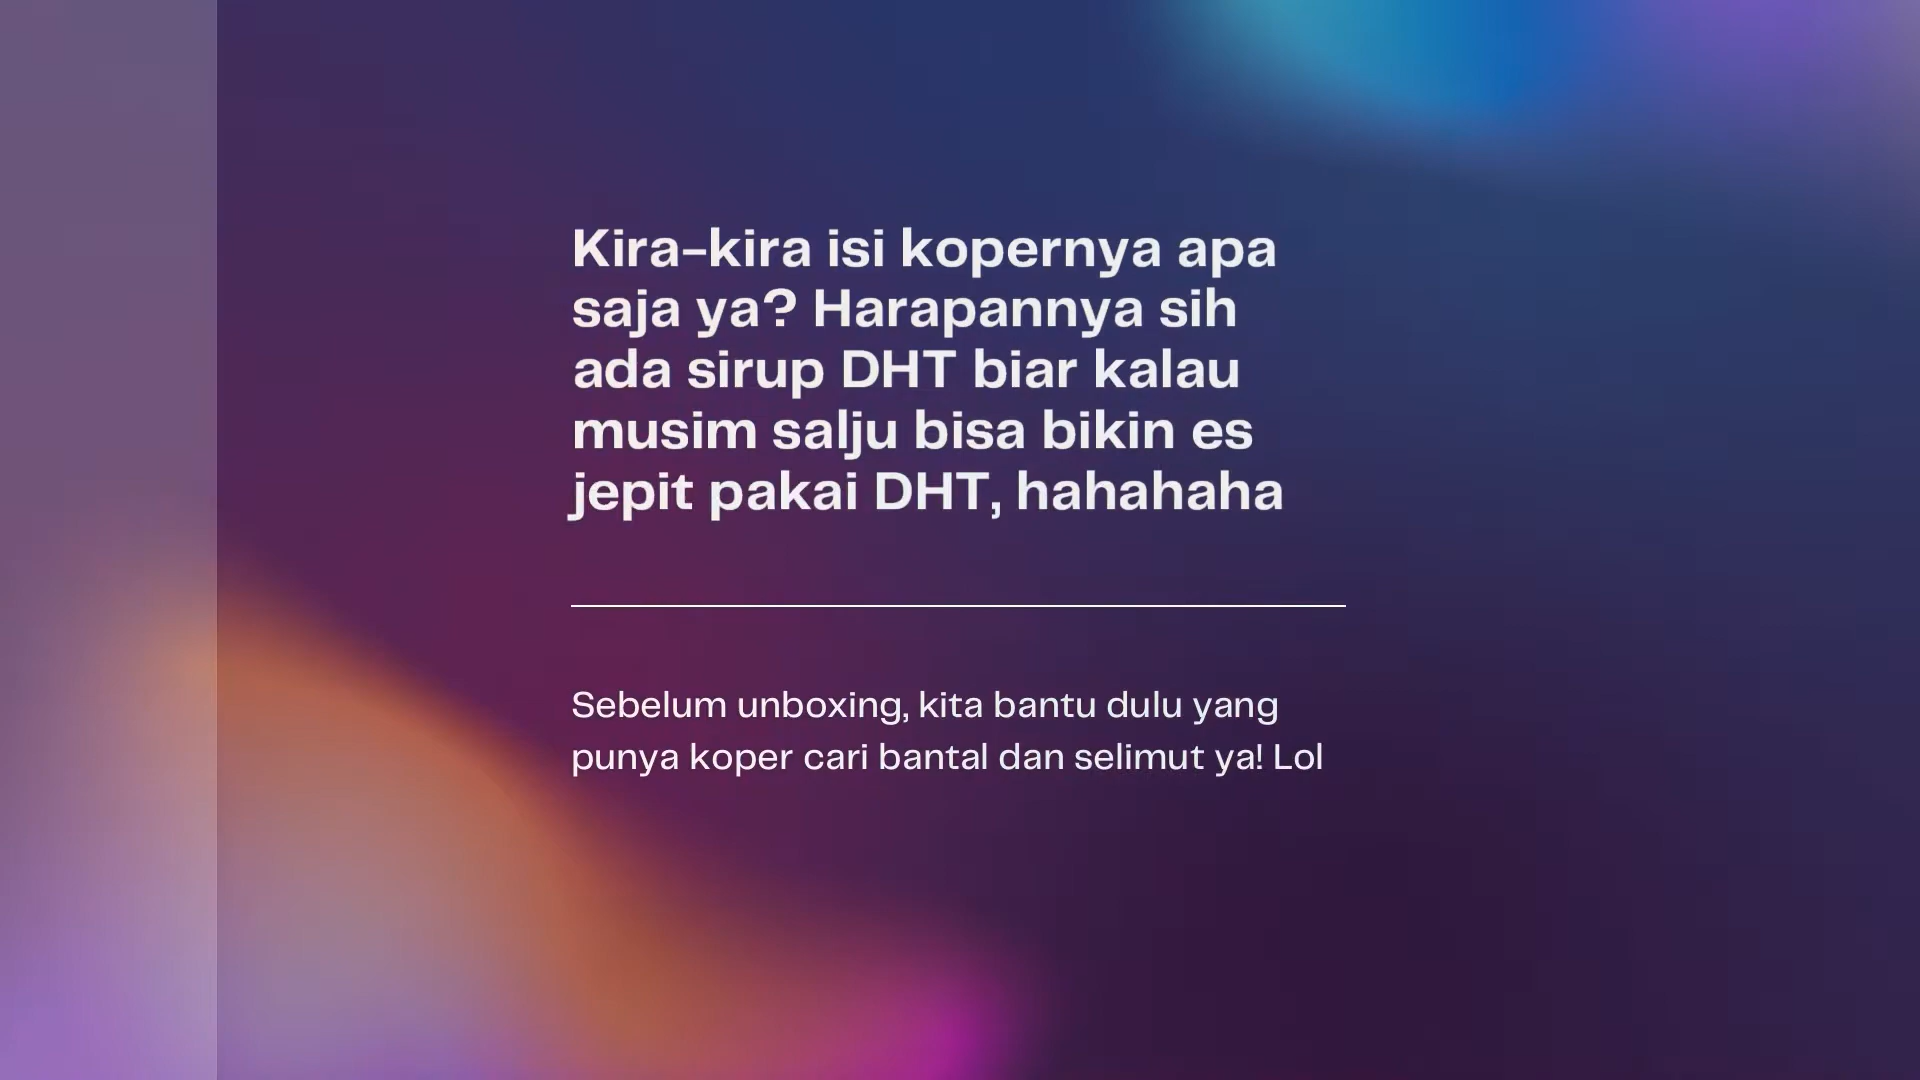 Kira-kira isi kopernya apa
saja ya? Harapannya sih
ada sirup DHT biar kalau
musim salju bisa bikin es
jepit pakai DHT, hahahaha
Sebelum unboxing, kita bantu dulu yang
punya koper cari bantal dan selimut ya! Lol